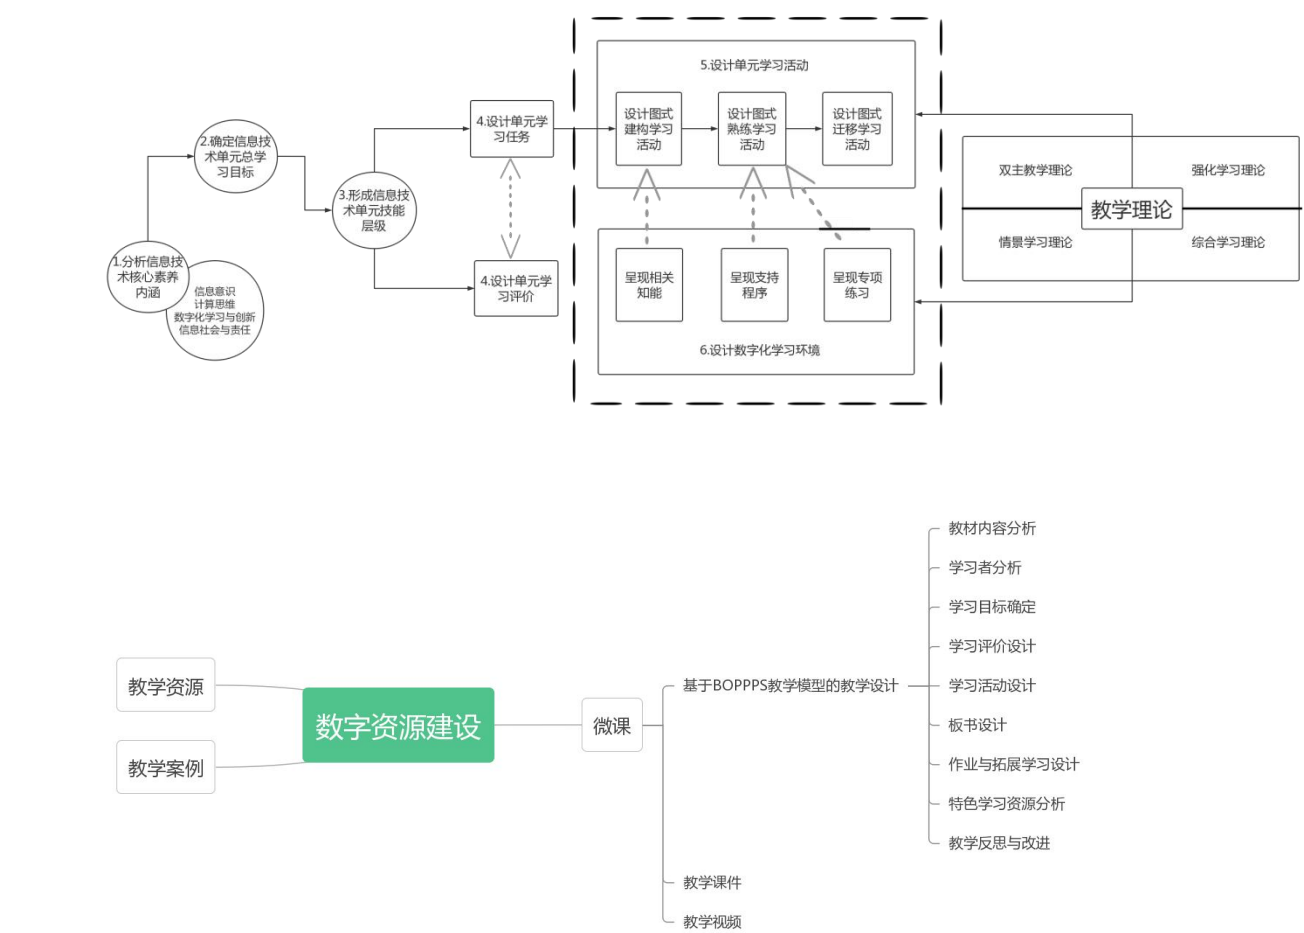 5.设计单元学习活动
设计图式
建构学习
活动
设计图式
熟练学习
活动
设计图式
迁移学习
活动
4.设计单元学
习任务
2.确定信息技
术单元总学
习目标
3.形成信息技
术单元技能
层级
1.分析信息技
术核心素养
内涵
信息意识
计算思维
数字化学习与创新
信息社会与责任
4.设计单元学
习评价
呈现相关
知能
呈现支持
程序
呈现专项
练习
6.设计数字化学习环境
双主教学理论
强化学习理论
教学理论
情景学习理论
综合学习理论
教学资源
教学案例
数字资源建设
微课
基于BOPPPS教学模型的教学设计
教材内容分析
学习者分析
学习目标确定
学习评价设计
学习活动设计
板书设计
作业与拓展学习设计
特色学习资源分析
教学反思与改进
教学课件
教学视频